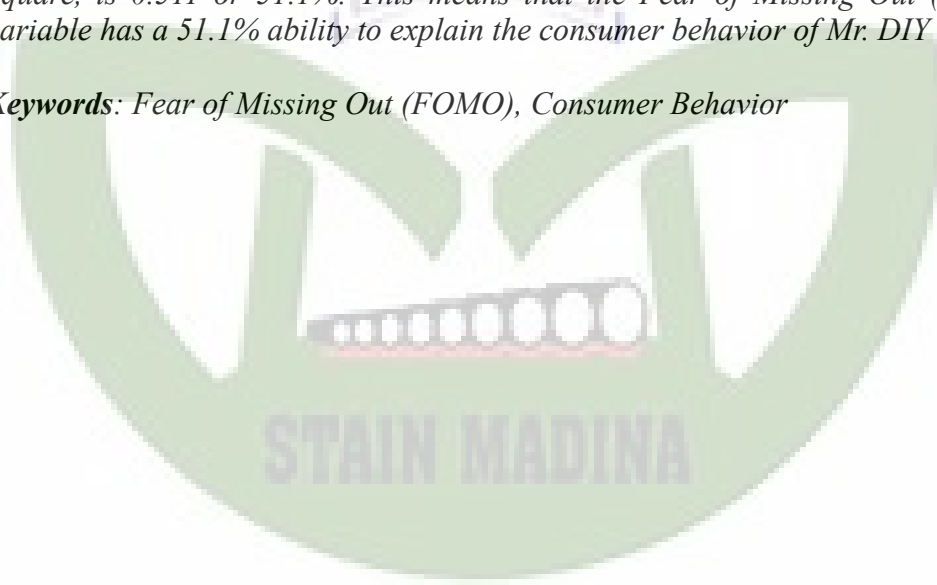 quare, is 0.511 or 51.1%. This means that the Fear of Missing Out (
ariable has a 51.1% ability to explain the consumer behavior of Mr. DIY
Keywords: Fear of Missing Out (FOMO), Consumer Behavior
STAIN MADINA